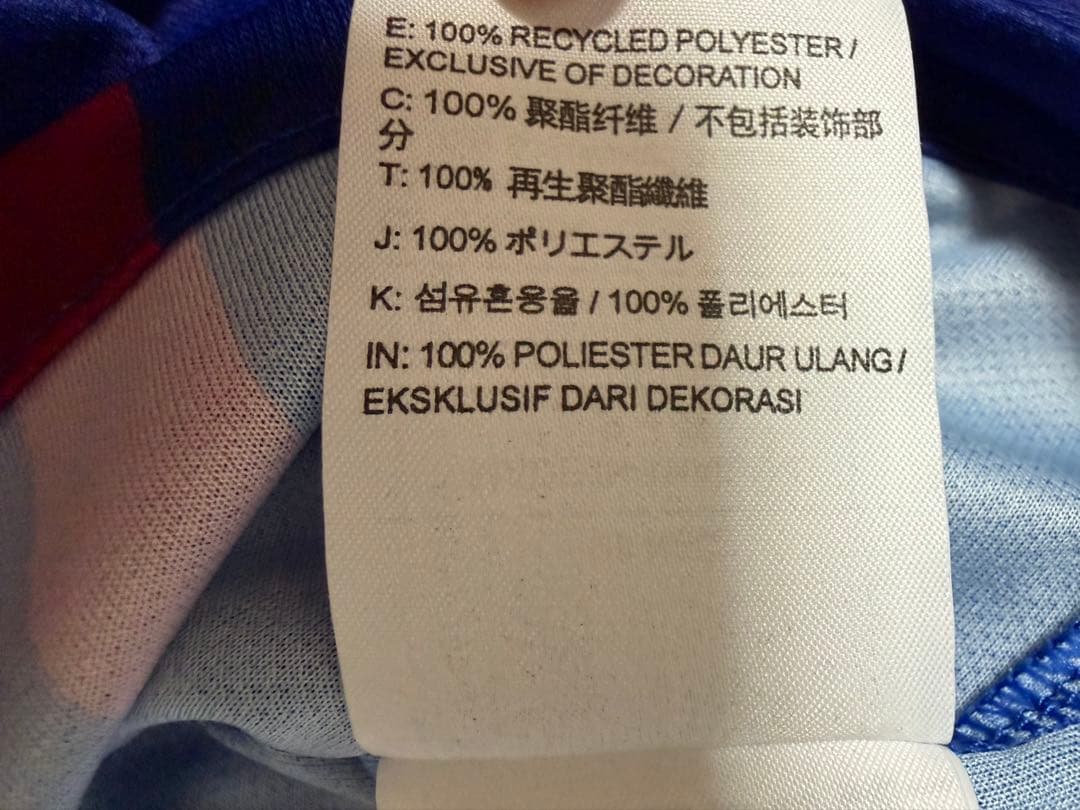 E: 100% RECYCLED POLYESTER /
EXCLUSIVE OF DECORATION
C: 100% 聚酯纤维 / 不包括装饰部
分
T: 100% 再生聚酯纖維
J: 100% ポリエステル
K: 섬유혼용율 / 100% 폴리에스터
IN: 100% POLIESTER DAUR ULANG /
EKSKLUSIF DARI DEKORASI